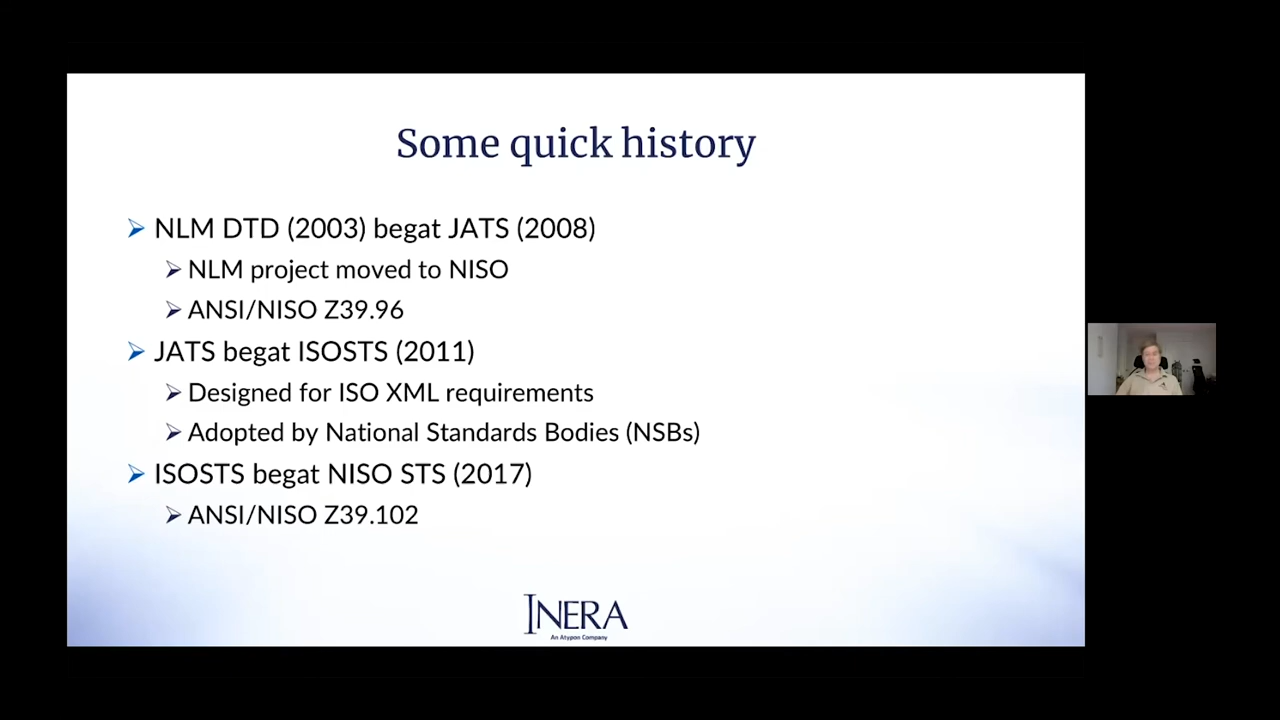 Some quick history
NLM DTD (2003) begat JATS (2008)
NLM project moved to NISO
ANSI/NISO Z39.96
JATS begat ISOSTS (2011)
Designed for ISO XML requirements
Adopted by National Standards Bodies (NSBs)
ISOSTS begat NISO STS (2017)
ANSI/NISO Z39.102
INERA
An Atypon Company